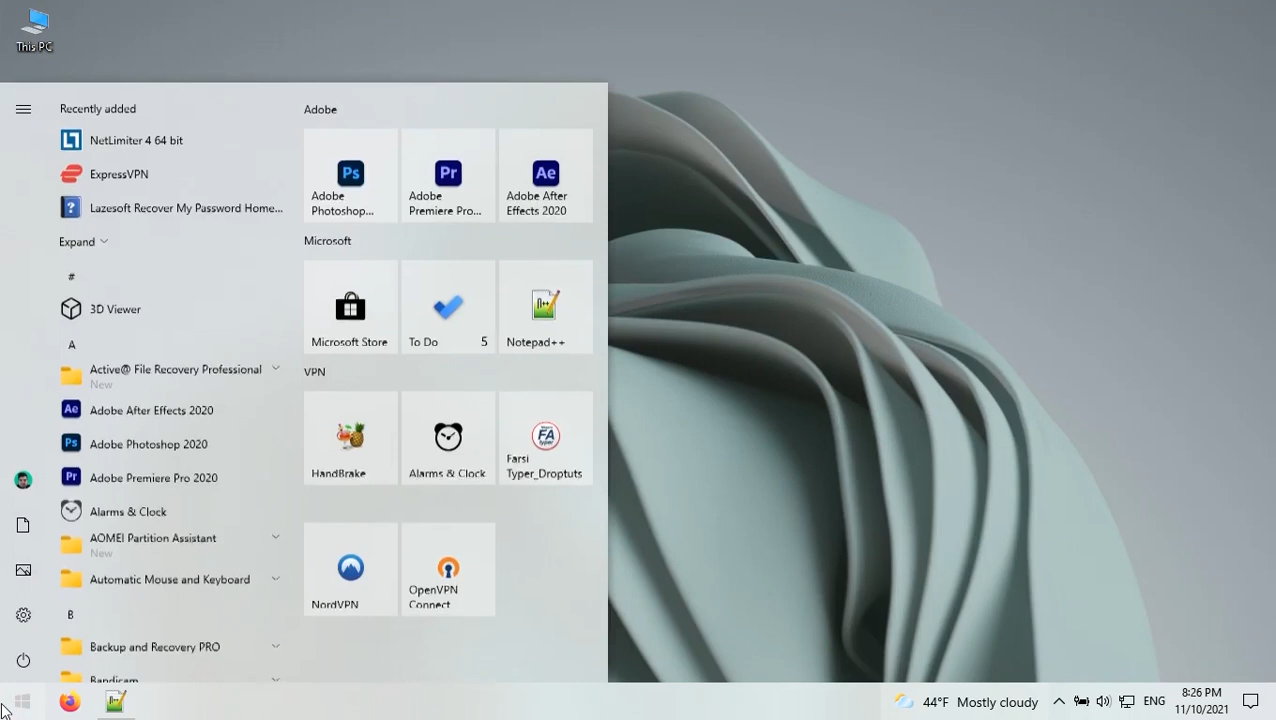 This PC
Recently added
NetLimiter 4 64 bit
ExpressVPN
Lazesoft Recover My Password Home...
Expand
#
3D Viewer
A
Active@ File Recovery Professional
New
Adobe After Effects 2020
Adobe Photoshop 2020
Adobe Premiere Pro 2020
Alarms & Clock
AOMEI Partition Assistant
New
Automatic Mouse and Keyboard
B
Backup and Recovery PRO
Bandicam
Adobe
Ps
Adobe
Photoshop...
Pr
Adobe
Premiere Pro...
Ae
Adobe After
Effects 2020
Microsoft
Microsoft Store
To Do 5
Notepad++
VPN
HandBrake
Alarms & Clock
FA
Farsi
Typer_Droptuts
NordVPN
OpenVPN
Connect
44°F Mostly cloudy
ENG
8:26 PM
11/10/2021